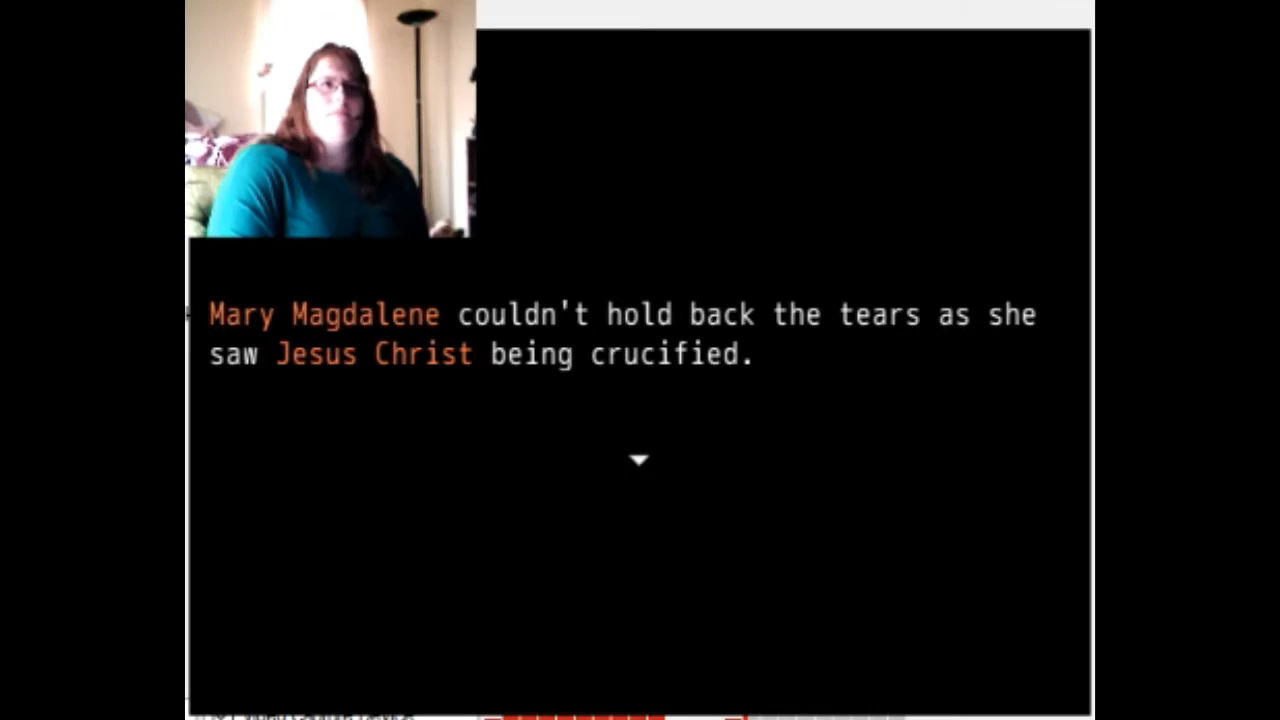 Mary Magdalene couldn't hold back the tears as she
saw Jesus Christ being crucified.